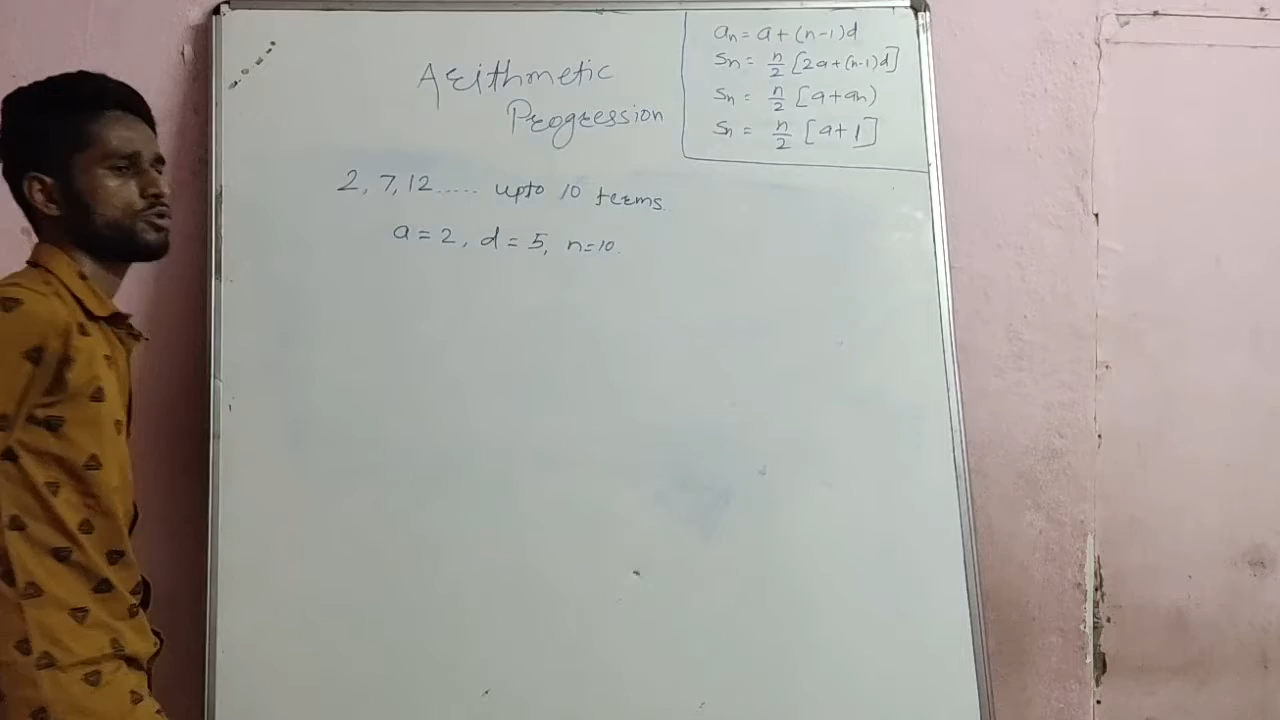 Arithmetic
Progression
aₙ = a + (n-1)d
Sₙ = n/2 [2a + (n-1)d]
Sₙ = n/2 [a + aₙ)
Sₙ = n/2 [a + l]
2, 7, 12..... upto 10 terms.
a = 2, d = 5, n=10.